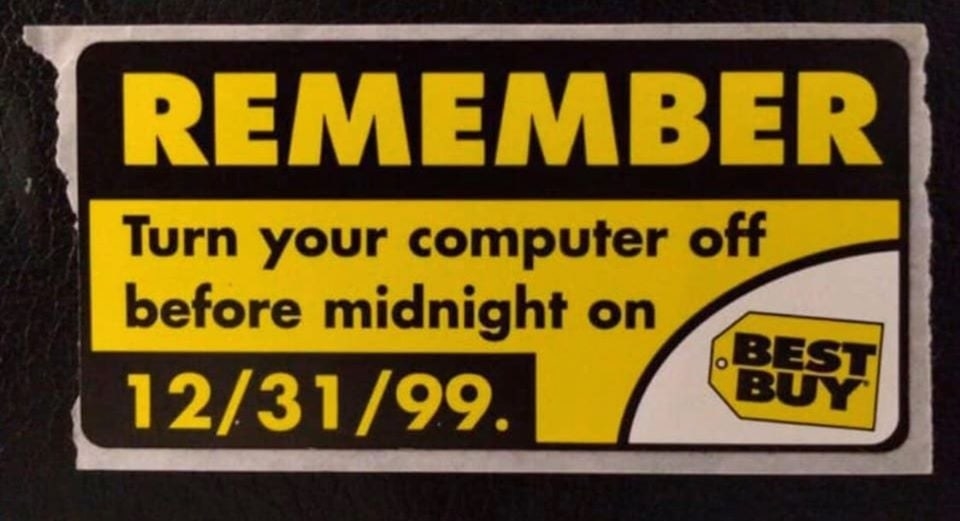 REMEMBER
Turn your computer off
before midnight on
12/31/99.
BEST
BUY